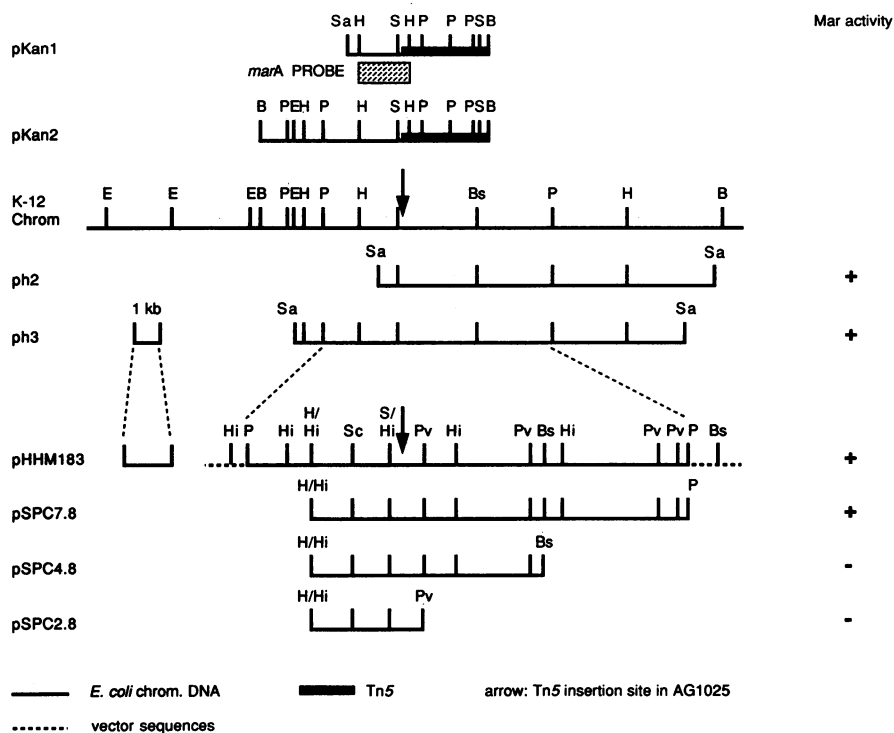 Mar activity
Sa H S H P P P S B
pKan1
marA PROBE
B P E H P H S H P P P S B
pKan2
E E E B P E H P H Bs P H B
K-12
Chrom
Sa Sa
ph2 +
1 kb Sa Sa
ph3 +
H/ S/
Hi P Hi Hi Sc Hi Pv Hi Pv Bs Hi Pv Pv P Bs
pHHM183 +
H/Hi P
pSPC7.8 +
H/Hi Bs
pSPC4.8 -
H/Hi Pv
pSPC2.8 -
E. coli chrom. DNA Tn5 arrow: Tn5 insertion site in AG1025
vector sequences